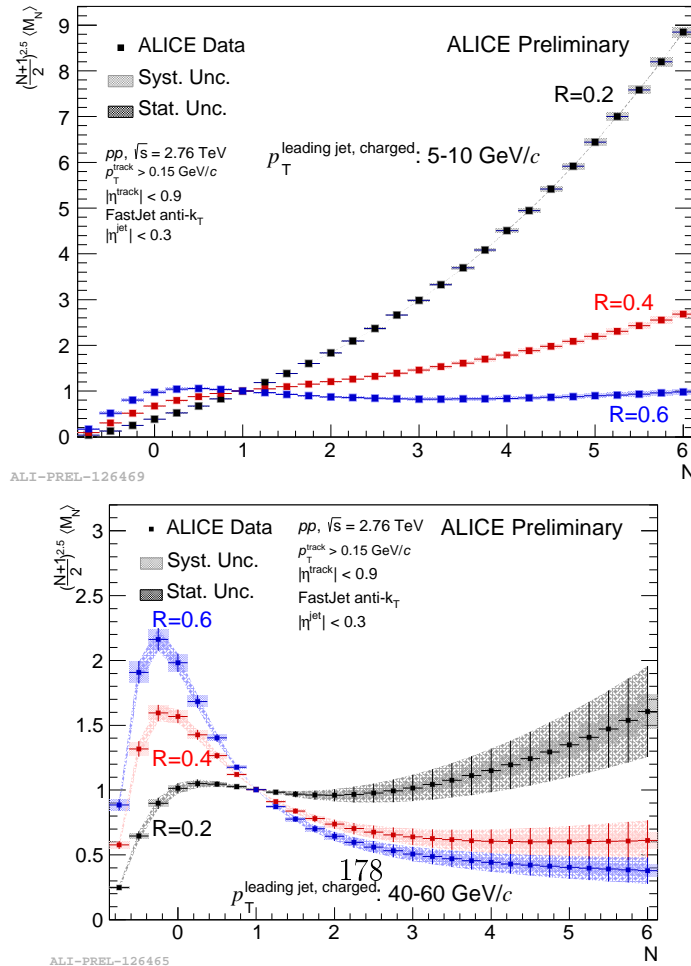 9
8
7
6
5
4
3
2
1
0
(N+1/2)^2.5 ⟨M_N⟩
ALICE Data
Syst. Unc.
Stat. Unc.
ALICE Preliminary
R=0.2
pp, √s = 2.76 TeV
p_T^track > 0.15 GeV/c
|η^track| < 0.9
FastJet anti-k_T
|η^jet| < 0.3
p_T^leading jet, charged: 5-10 GeV/c
R=0.4
R=0.6
0 1 2 3 4 5 6
N
ALI-PREL-126469
3
2.5
2
1.5
1
0.5
0
(N+1/2)^2.5 ⟨M_N⟩
ALICE Data
Syst. Unc.
Stat. Unc.
pp, √s = 2.76 TeV
p_T^track > 0.15 GeV/c
|η^track| < 0.9
FastJet anti-k_T
|η^jet| < 0.3
ALICE Preliminary
R=0.6
R=0.4
R=0.2
178
p_T^leading jet, charged: 40-60 GeV/c
0 1 2 3 4 5 6
N
ALI-PREL-126465